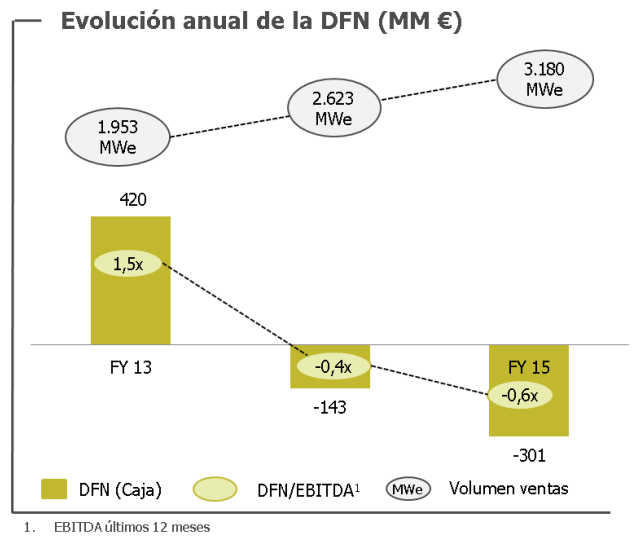 Evolución anual de la DFN (MM €)
3.180
MWe
2.623
MWe
1.953
MWe
420
1,5x
FY 13
-0,4x
FY 15
-0,6x
-143
-301
DFN (Caja)
DFN/EBITDA¹
MWe
Volumen ventas
1. EBITDA últimos 12 meses